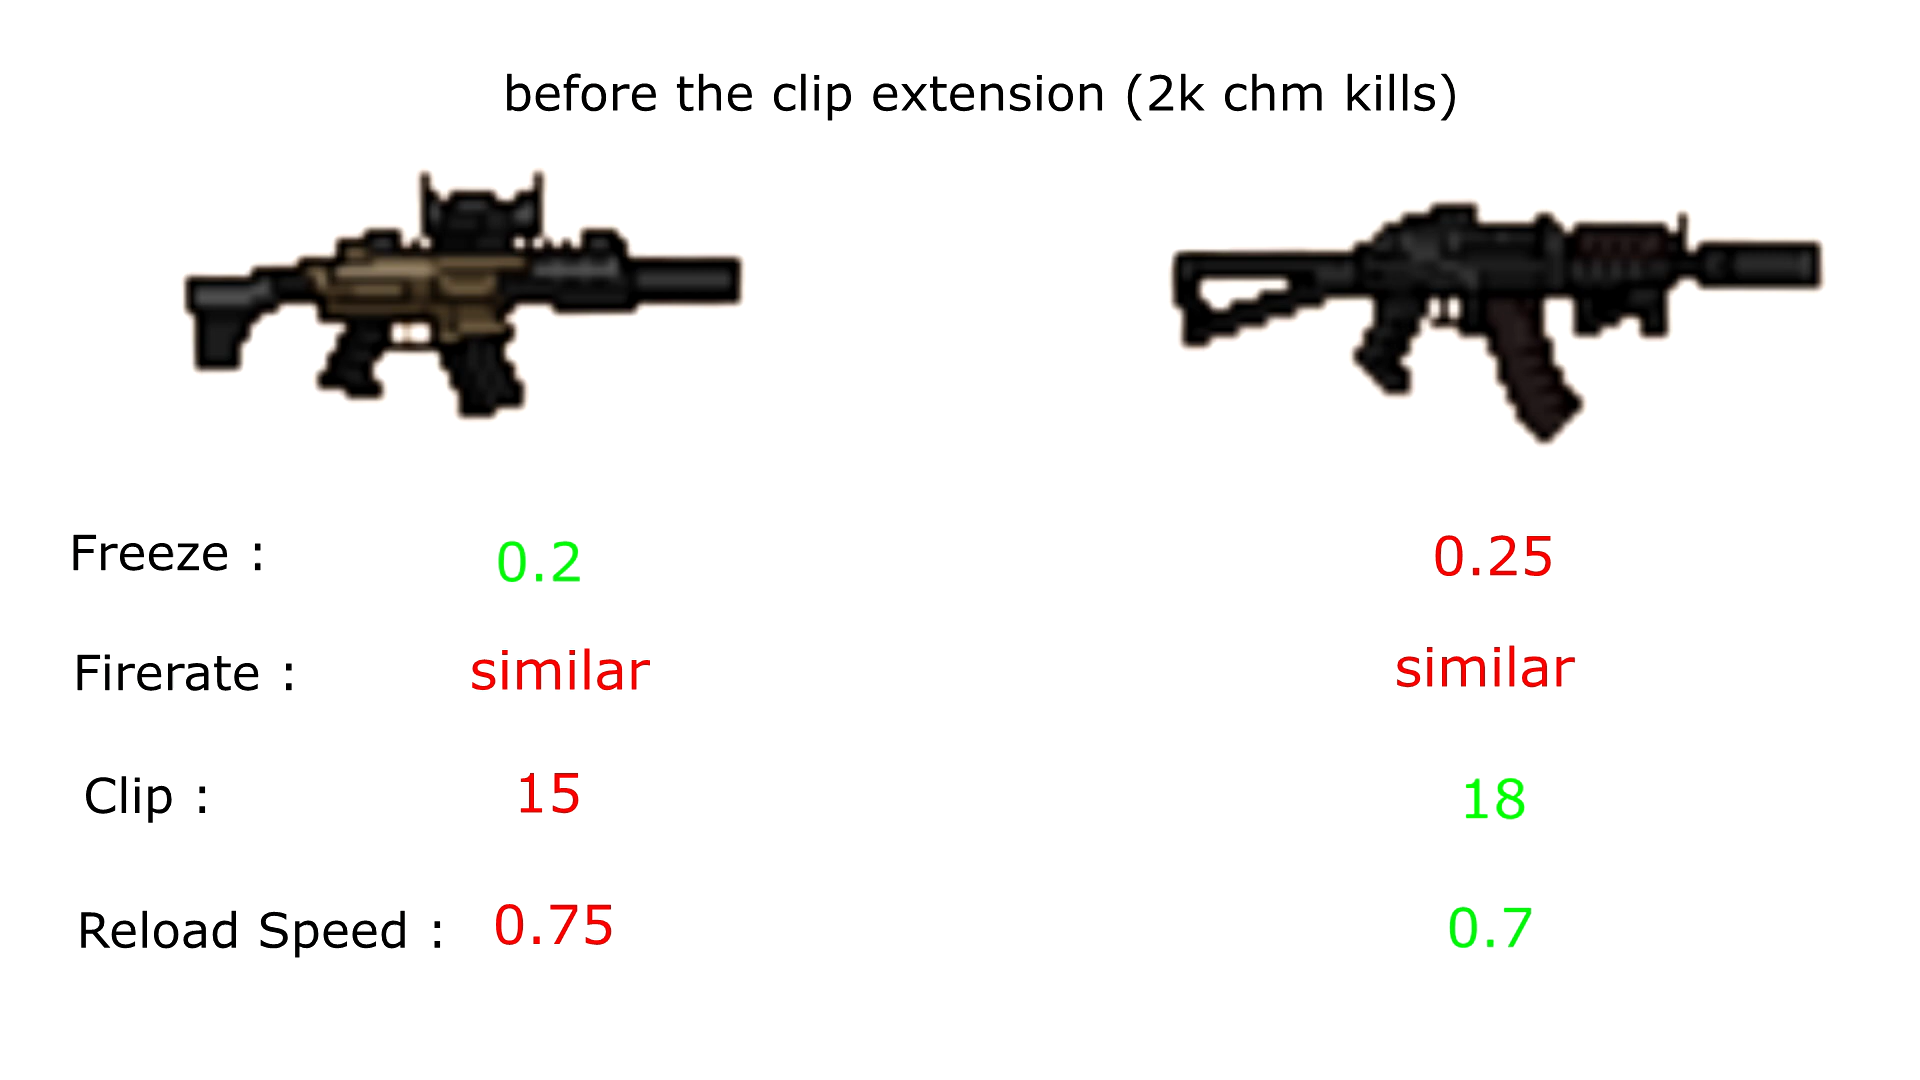 before the clip extension (2k chm kills)
Freeze : 0.2 0.25
Firerate : similar similar
Clip : 15 18
Reload Speed : 0.75 0.7